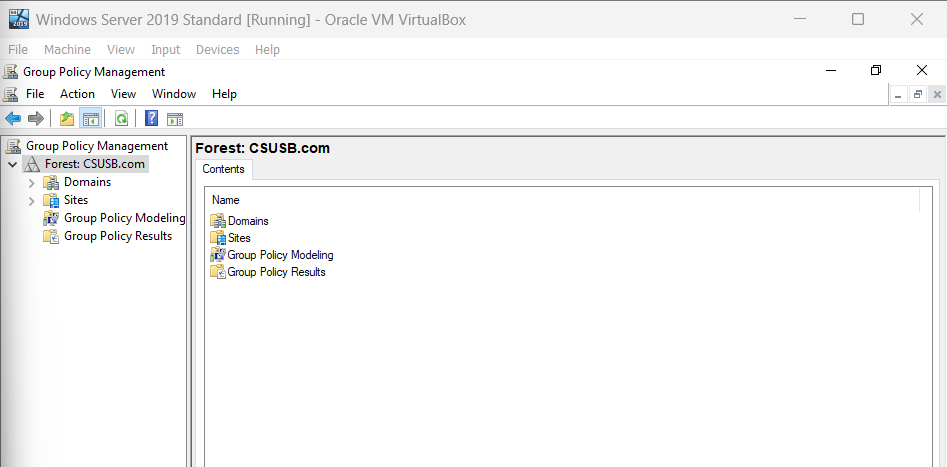 Windows Server 2019 Standard [Running] - Oracle VM VirtualBox
File Machine View Input Devices Help
Group Policy Management
File Action View Window Help
Group Policy Management
Forest: CSUSB.com
Domains
Sites
Group Policy Modeling
Group Policy Results
Forest: CSUSB.com
Contents
Name
Domains
Sites
Group Policy Modeling
Group Policy Results